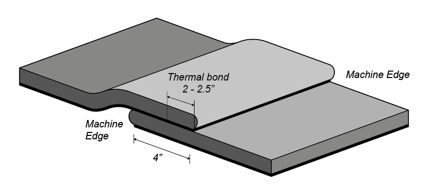 Thermal bond
2 - 2.5"
Machine Edge
Machine
Edge
4"